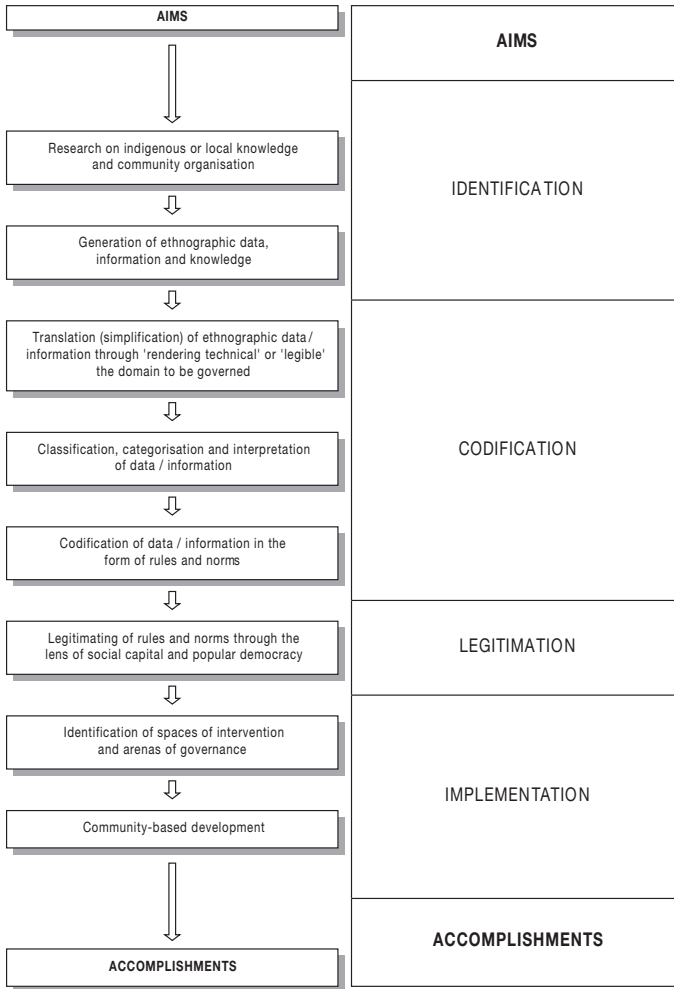 AIMS
Research on indigenous or local knowledge
and community organisation
Generation of ethnographic data,
information and knowledge
Translation (simplification) of ethnographic data /
information through 'rendering technical' or 'legible'
the domain to be governed
Classification, categorisation and interpretation
of data / information
Codification of data / information in the
form of rules and norms
Legitimating of rules and norms through the
lens of social capital and popular democracy
Identification of spaces of intervention
and arenas of governance
Community-based development
ACCOMPLISHMENTS
AIMS
IDENTIFICATION
CODIFICATION
LEGITIMATION
IMPLEMENTATION
ACCOMPLISHMENTS